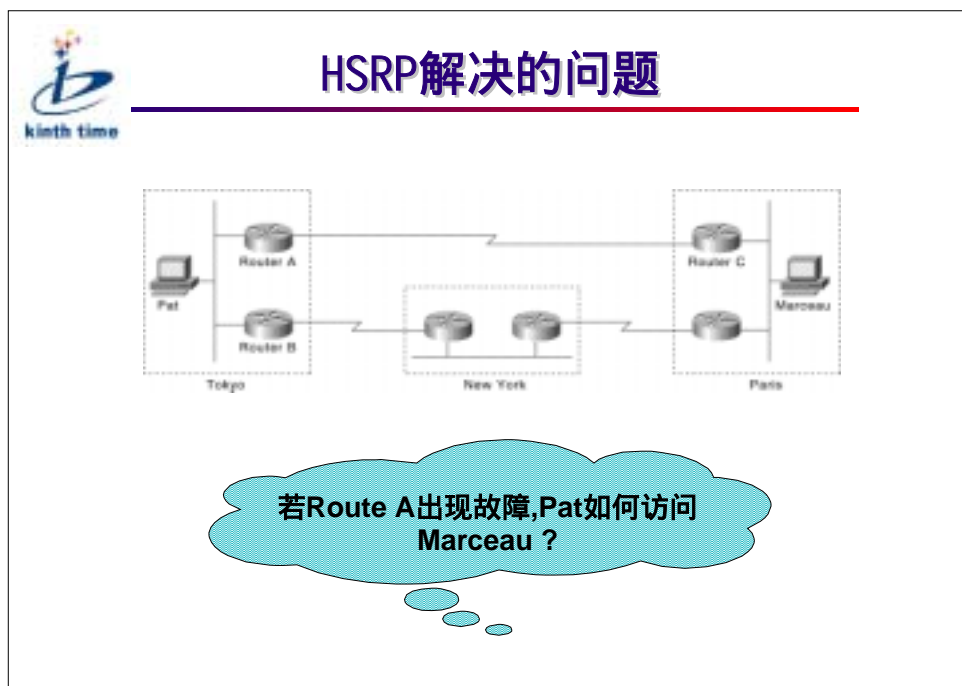 kinth time
HSRP解决的问题
Router A
Router C
Pat
Marceau
Router B
Tokyo
New York
Paris
若Route A出现故障,Pat如何访问
Marceau ?